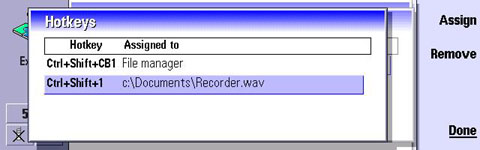 Hotkeys
Assign
Hotkey Assigned to
Ctrl+Shift+CB1 File manager
Remove
Ctrl+Shift+1 c:\Documents\Recorder.wav
Done